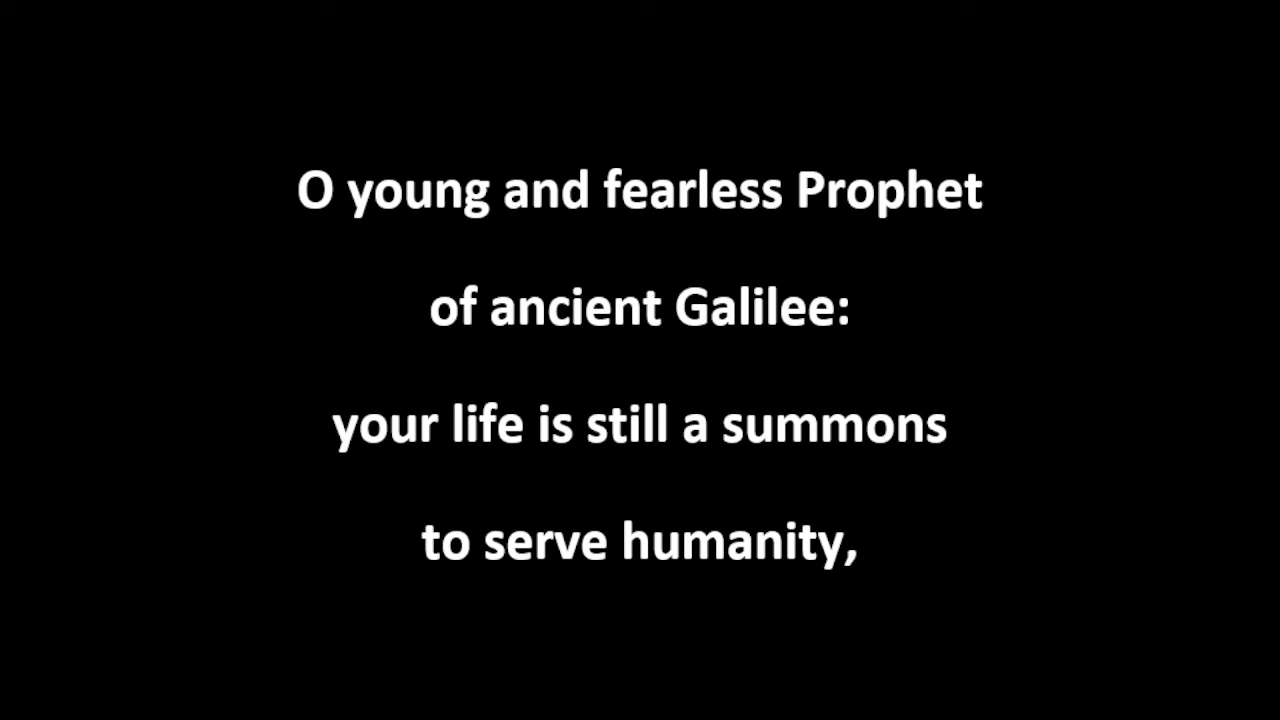 O young and fearless Prophet
of ancient Galilee:
your life is still a summons
to serve humanity,